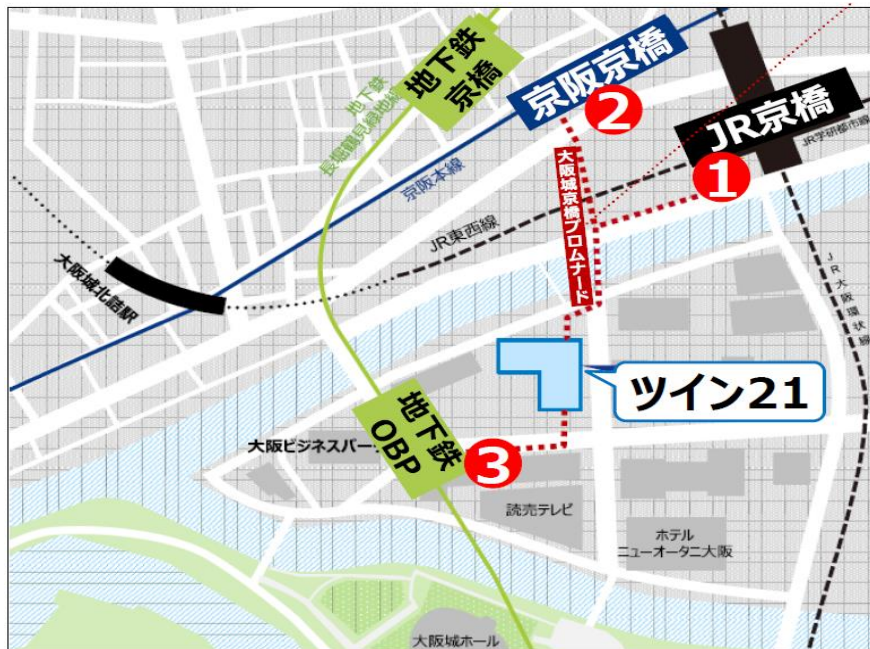 地下鉄
京橋
京阪京橋
2
JR京橋
JR学研都市線
1
地下鉄
長堀鶴見緑地線
京阪本線
大阪城京橋プロムナード
JR東西線
大阪城北詰駅
JR大阪環状線
ツイン21
地下鉄
OBP
大阪ビジネスパーク
3
読売テレビ
ホテル
ニューオータニ大阪
大阪城ホール